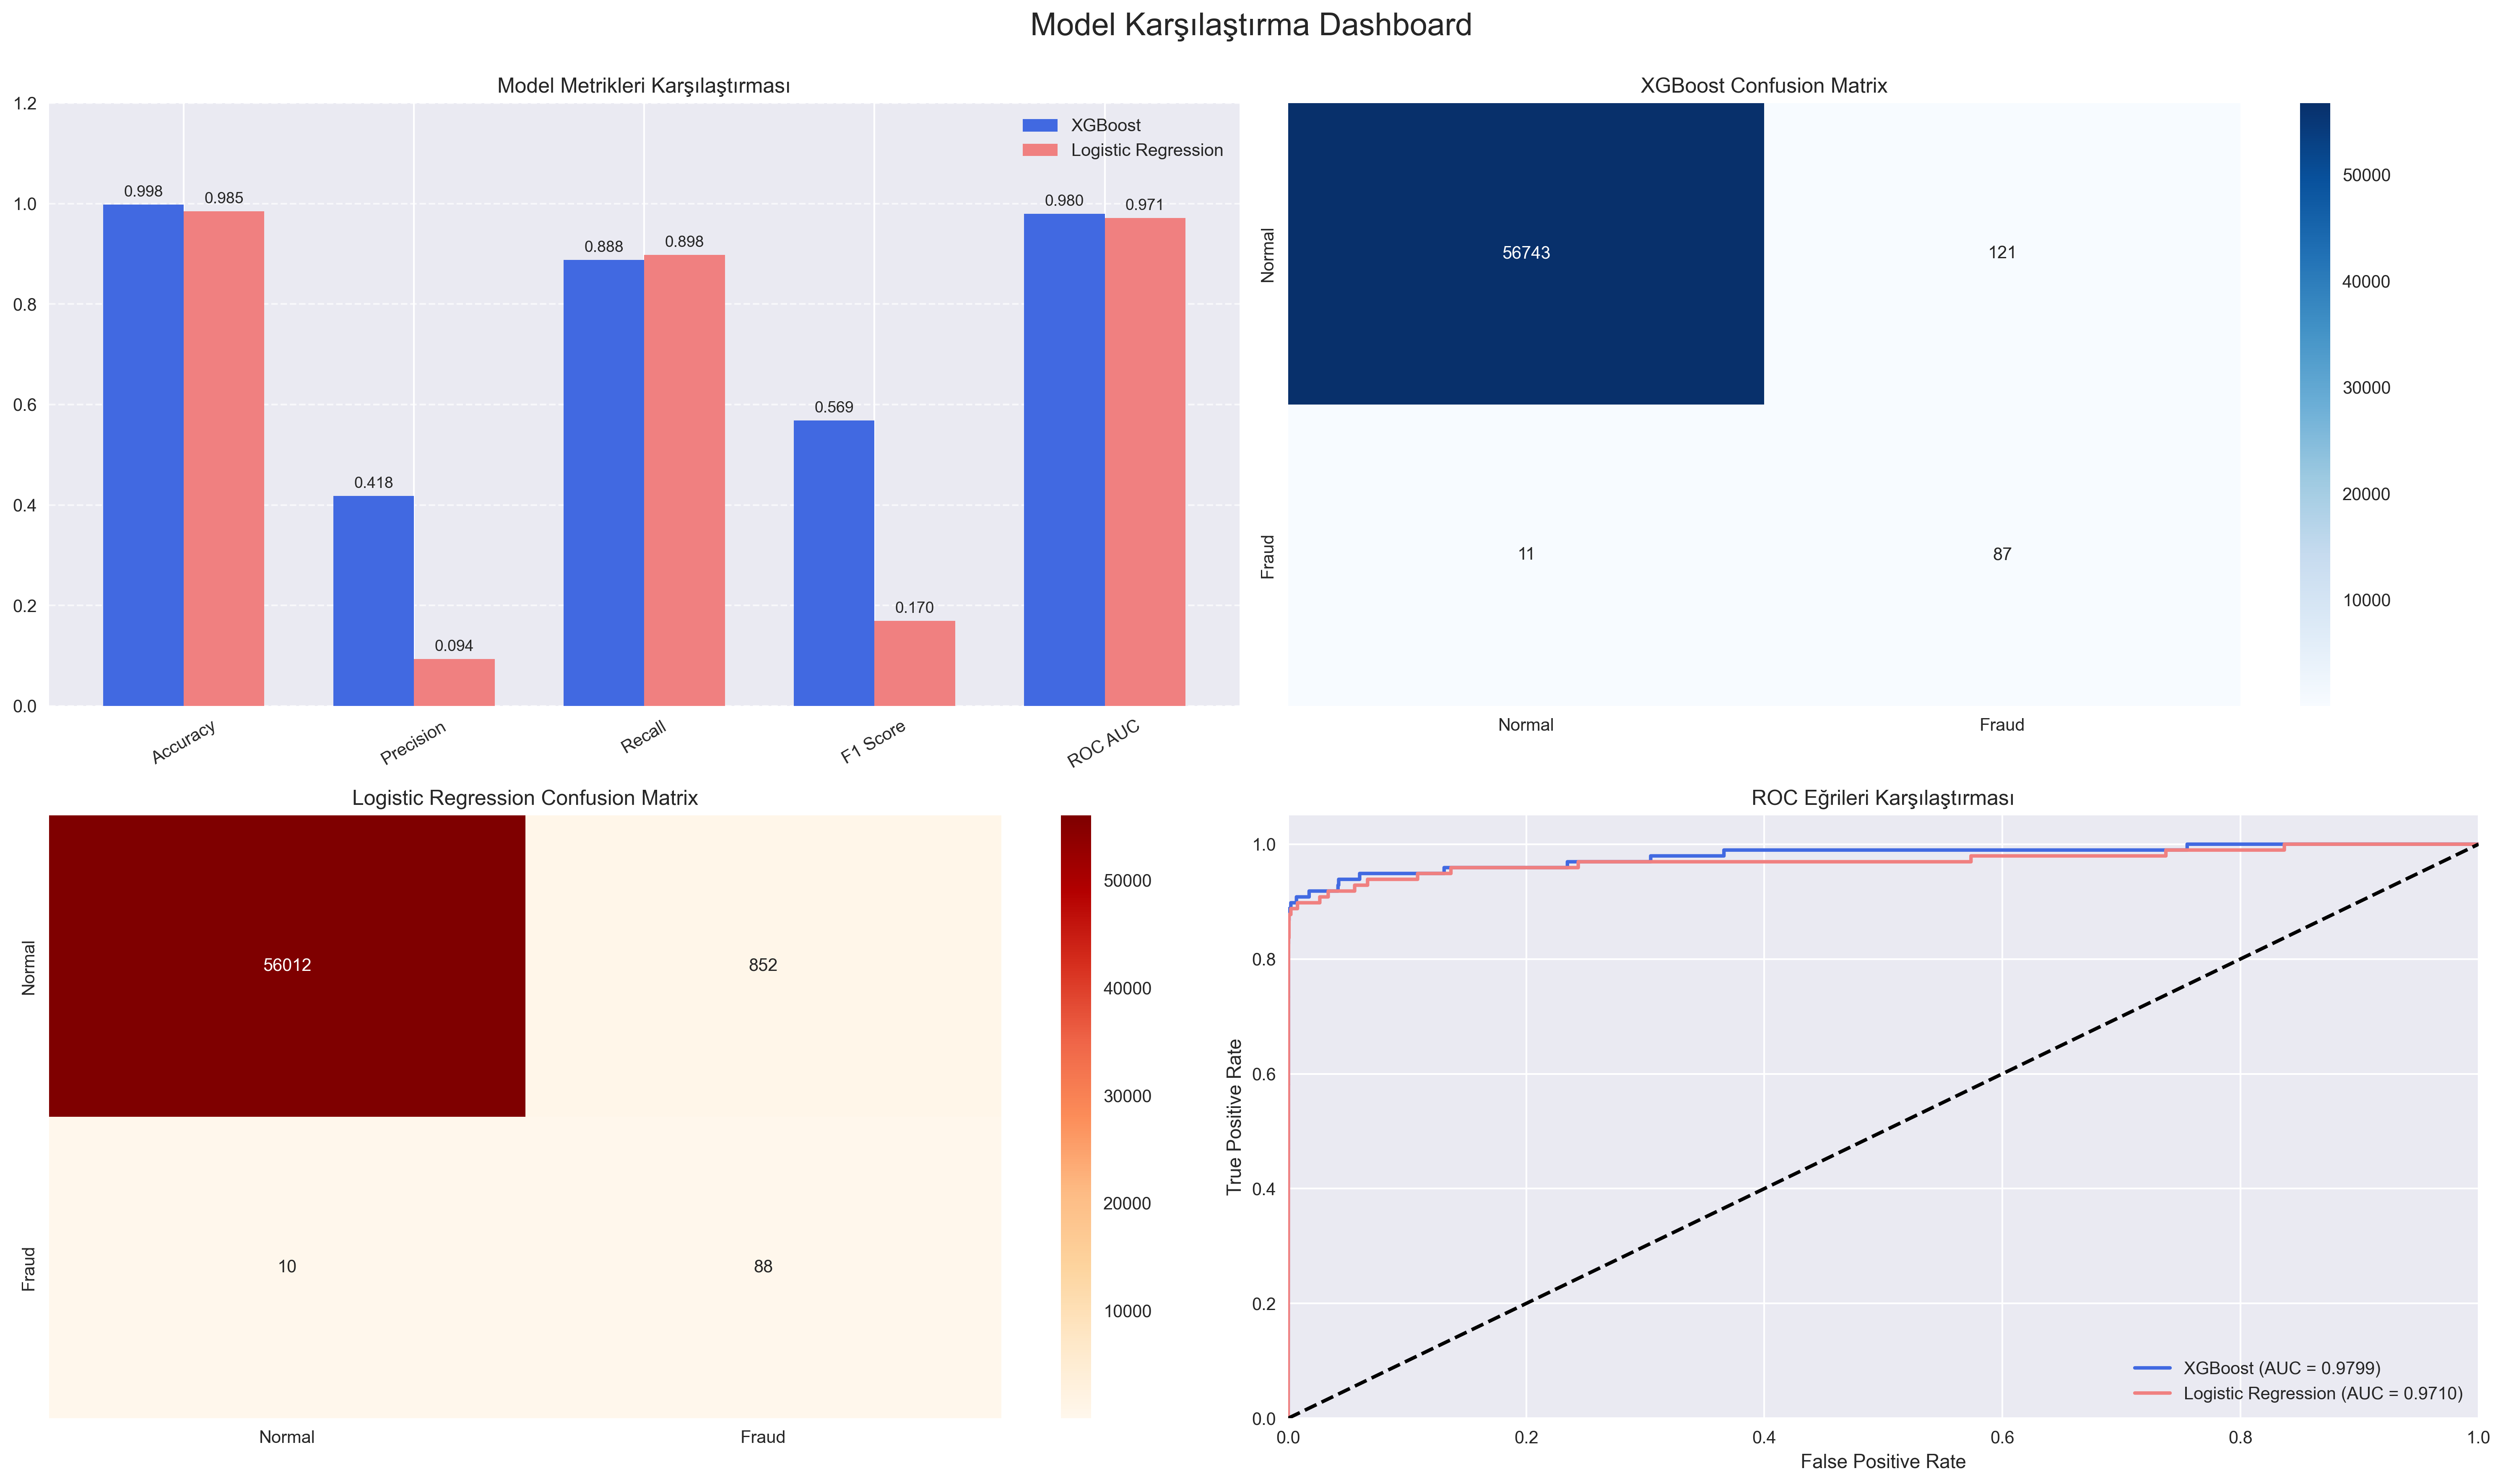 Model Karşılaştırma Dashboard
Model Metrikleri Karşılaştırması
1.2
1.0
0.8
0.6
0.4
0.2
0.0
XGBoost
Logistic Regression
0.998
0.985
0.418
0.094
0.888
0.898
0.569
0.170
0.980
0.971
Accuracy
Precision
Recall
F1 Score
ROC AUC
XGBoost Confusion Matrix
Normal
Fraud
56743
121
11
87
Normal
Fraud
50000
40000
30000
20000
10000
Logistic Regression Confusion Matrix
Normal
Fraud
56012
852
10
88
Normal
Fraud
50000
40000
30000
20000
10000
ROC Eğrileri Karşılaştırması
True Positive Rate
1.0
0.8
0.6
0.4
0.2
0.0
XGBoost (AUC = 0.9799)
Logistic Regression (AUC = 0.9710)
0.0
0.2
0.4
0.6
0.8
1.0
False Positive Rate